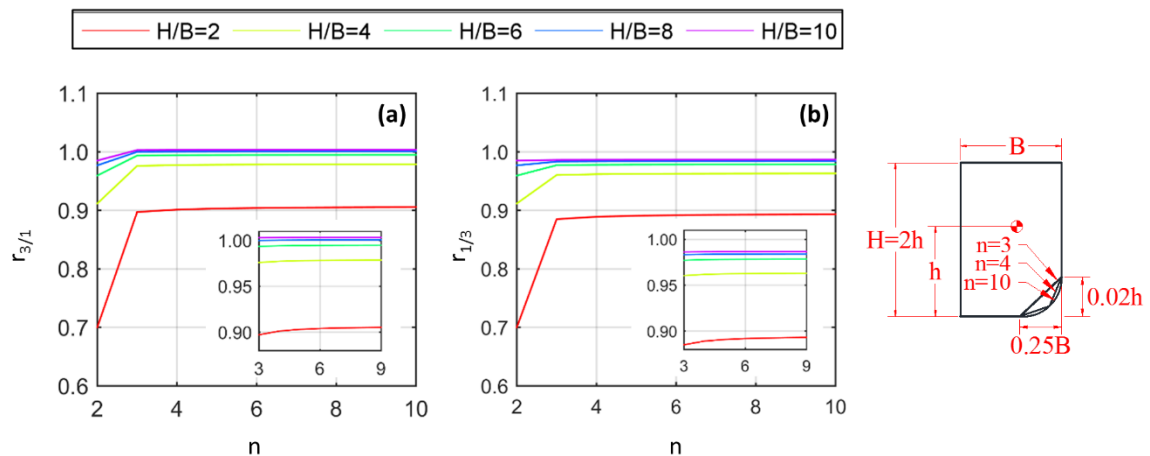 H/B=2 H/B=4 H/B=6 H/B=8 H/B=10
1.1
1.0
0.9
0.8
0.7
0.6
r3/1
(a)
1.00
0.95
0.90
3 6 9
2 4 6 8 10
n
1.1
1.0
0.9
0.8
0.7
0.6
r1/3
(b)
1.00
0.95
0.90
3 6 9
2 4 6 8 10
n
B
H=2h
h
n=3
n=4
n=10
0.02h
0.25B